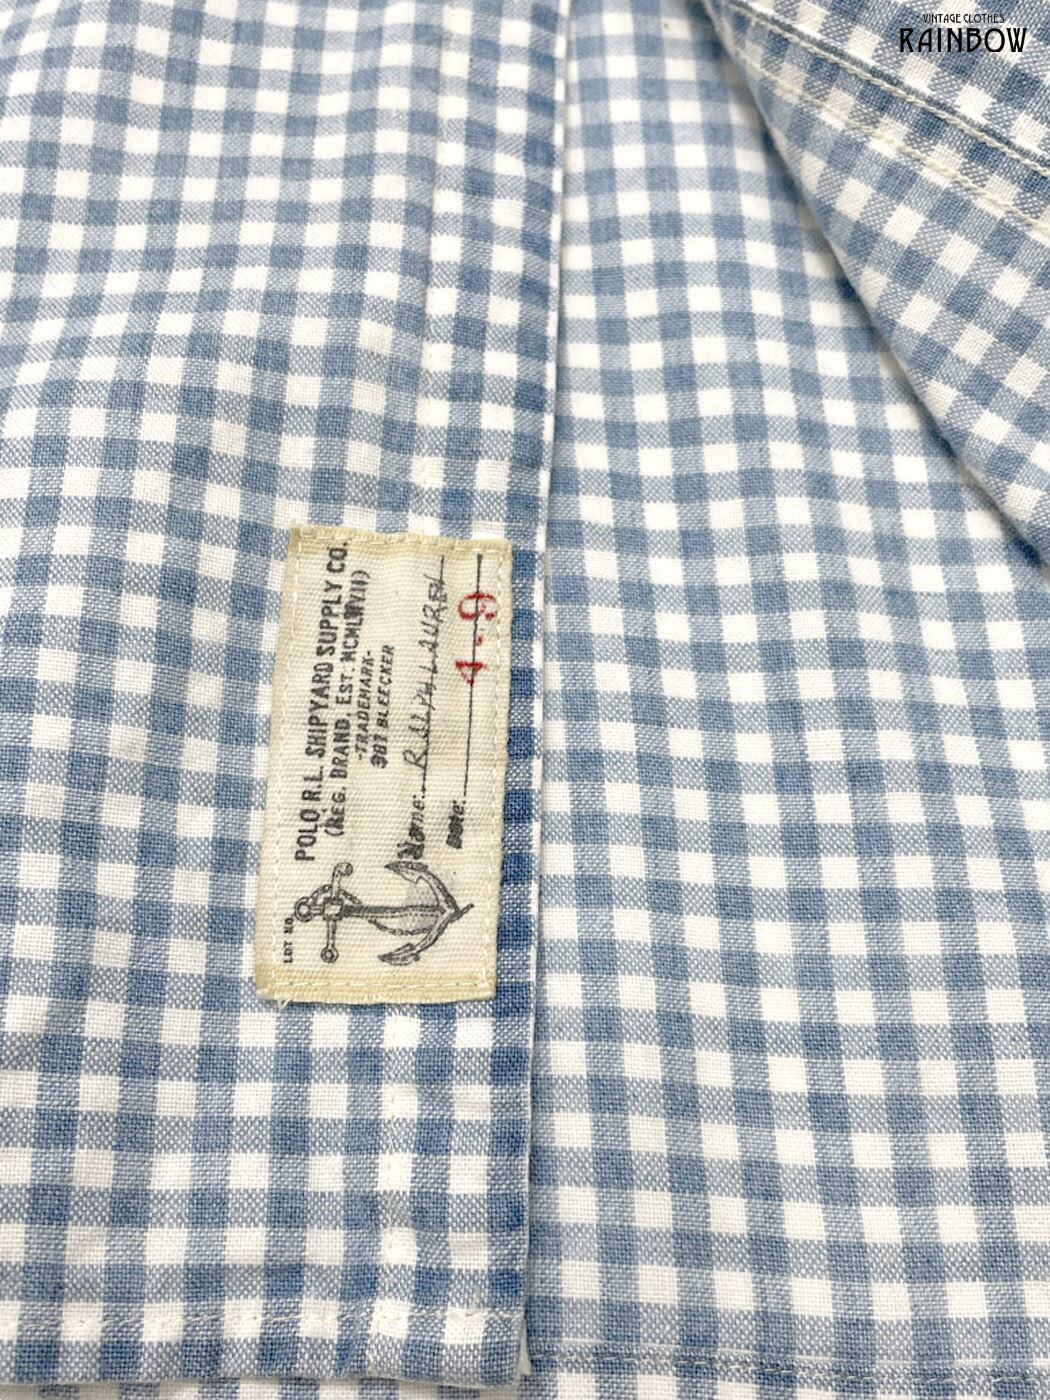 VINTAGE CLOTHES
RAINBOW
POLO R.L. SHIPYARD SUPPLY CO.
(REG. BRAND. EST. MCMLXVIII)
-TRADEMARK-
987 BLEECKER
Name: RALPH LAUREN
Date: 4.9
LOT NO.